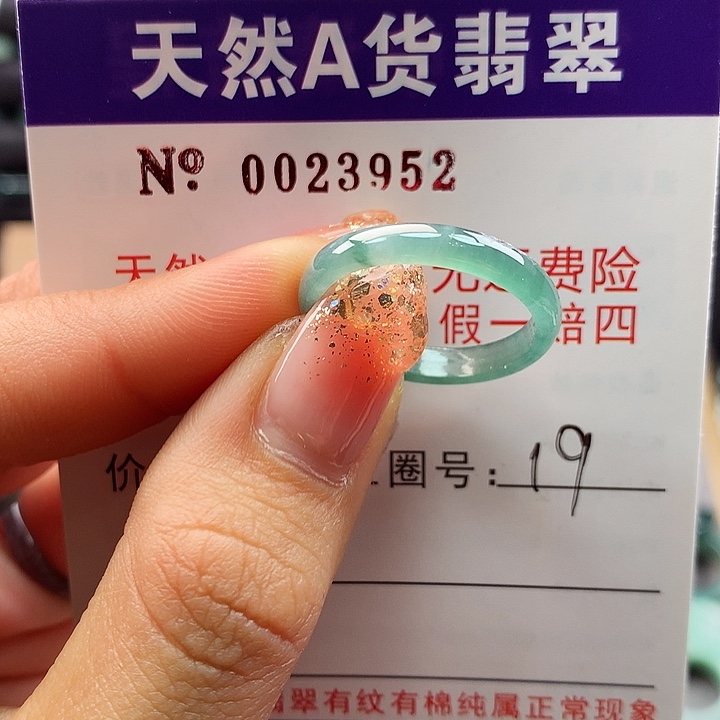 天然A货翡翠
No. 0023952
天然 无 费险
假一赔四
价 圈号: 19
翡翠有纹有棉纯属正常现象